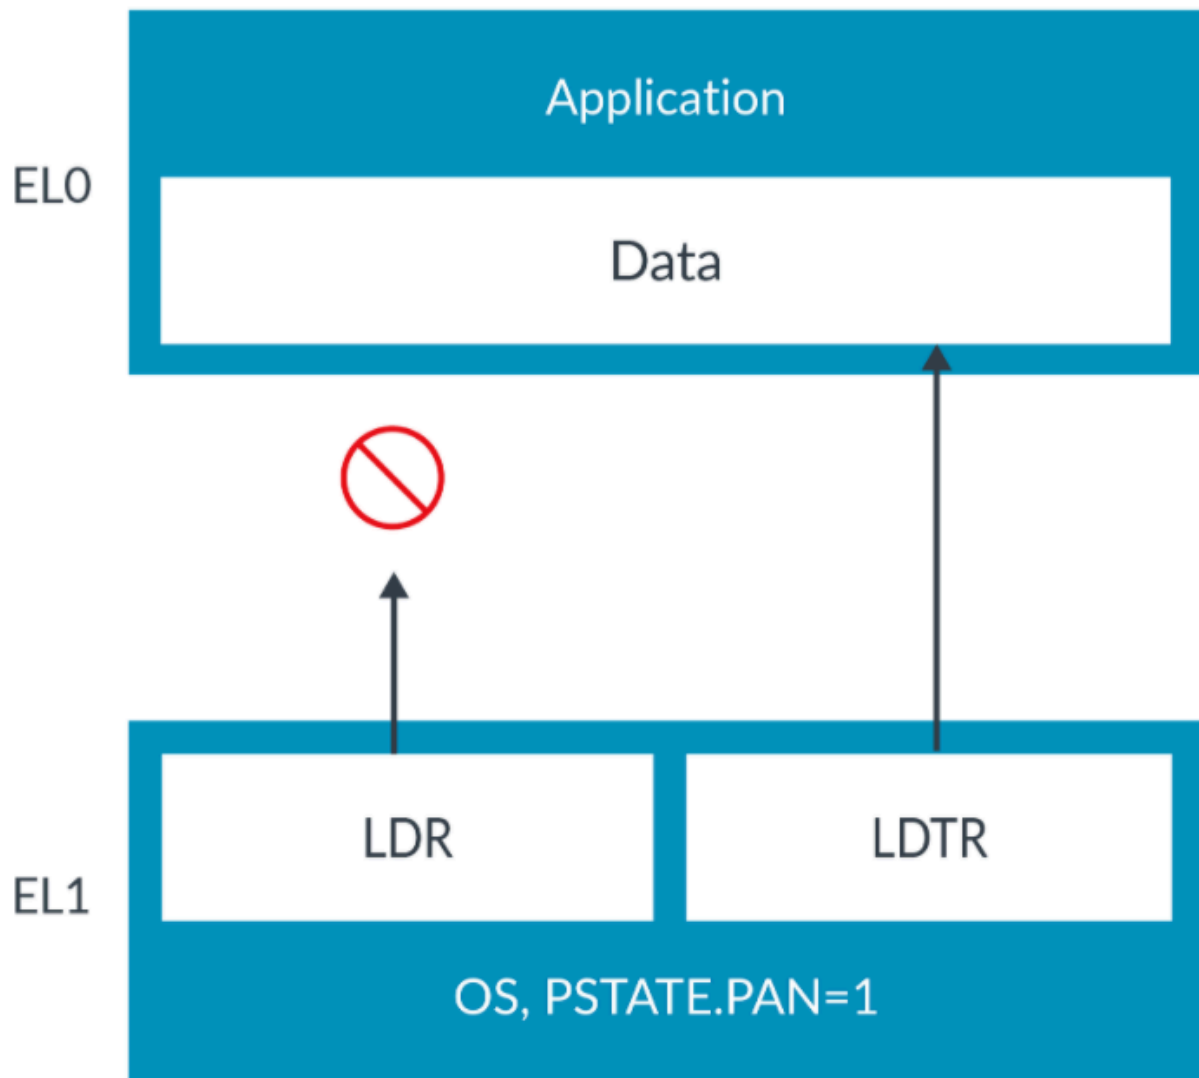 Application
EL0
Data
LDR
LDTR
EL1
OS, PSTATE.PAN=1